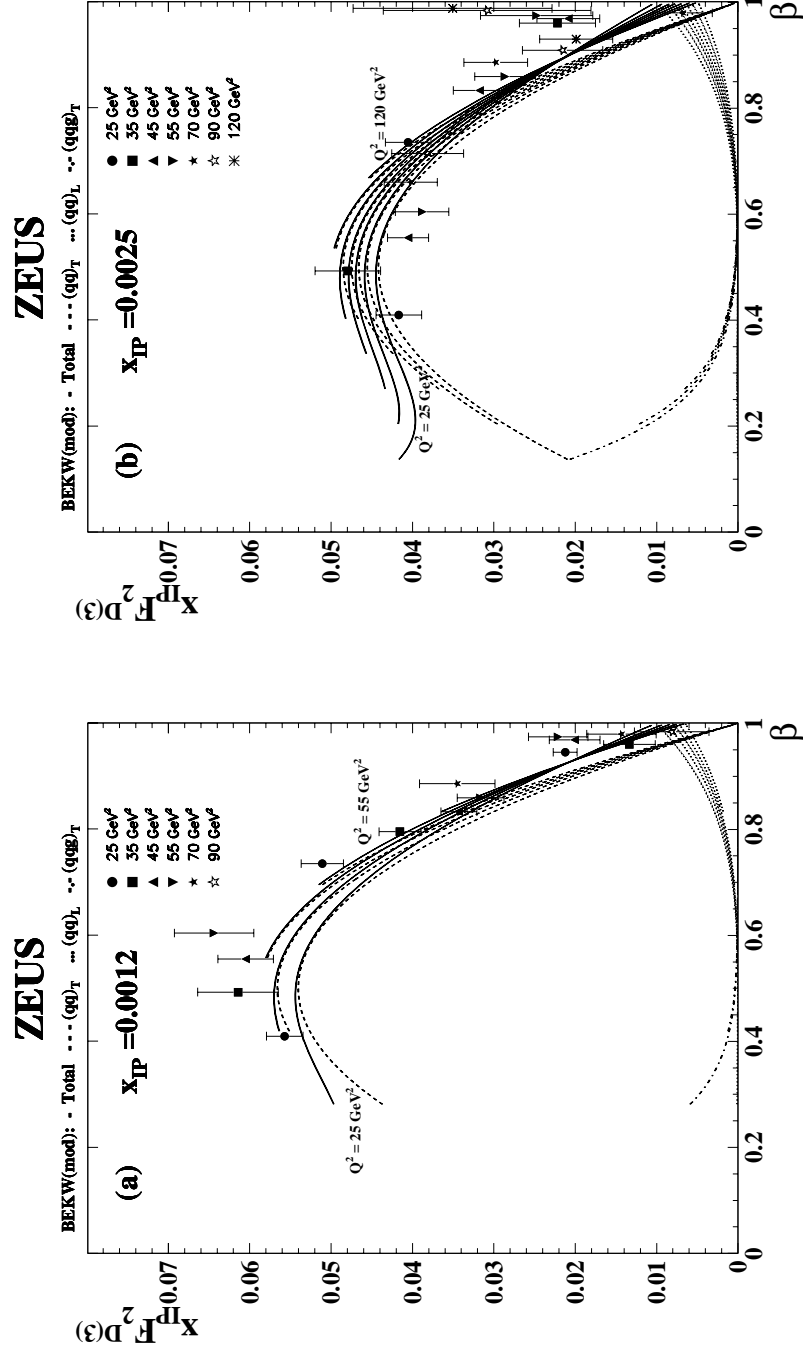 ZEUS
BEKW(mod): - Total - - - (qq)T ... (qq)L -.- (qqg)T
(a) xIP =0.0012
25 GeV²
35 GeV²
45 GeV²
55 GeV²
70 GeV²
90 GeV²
Q² = 55 GeV²
Q² = 25 GeV²
xIPF2D(3)
0.07
0.06
0.05
0.04
0.03
0.02
0.01
0
0 0.2 0.4 0.6 0.8 1
β
ZEUS
BEKW(mod): - Total - - - (qq)T ... (qq)L -.- (qqg)T
(b) xIP =0.0025
25 GeV²
35 GeV²
45 GeV²
55 GeV²
70 GeV²
90 GeV²
120 GeV²
Q² = 120 GeV²
Q² = 25 GeV²
xIPF2D(3)
0.07
0.06
0.05
0.04
0.03
0.02
0.01
0
0 0.2 0.4 0.6 0.8 1
β